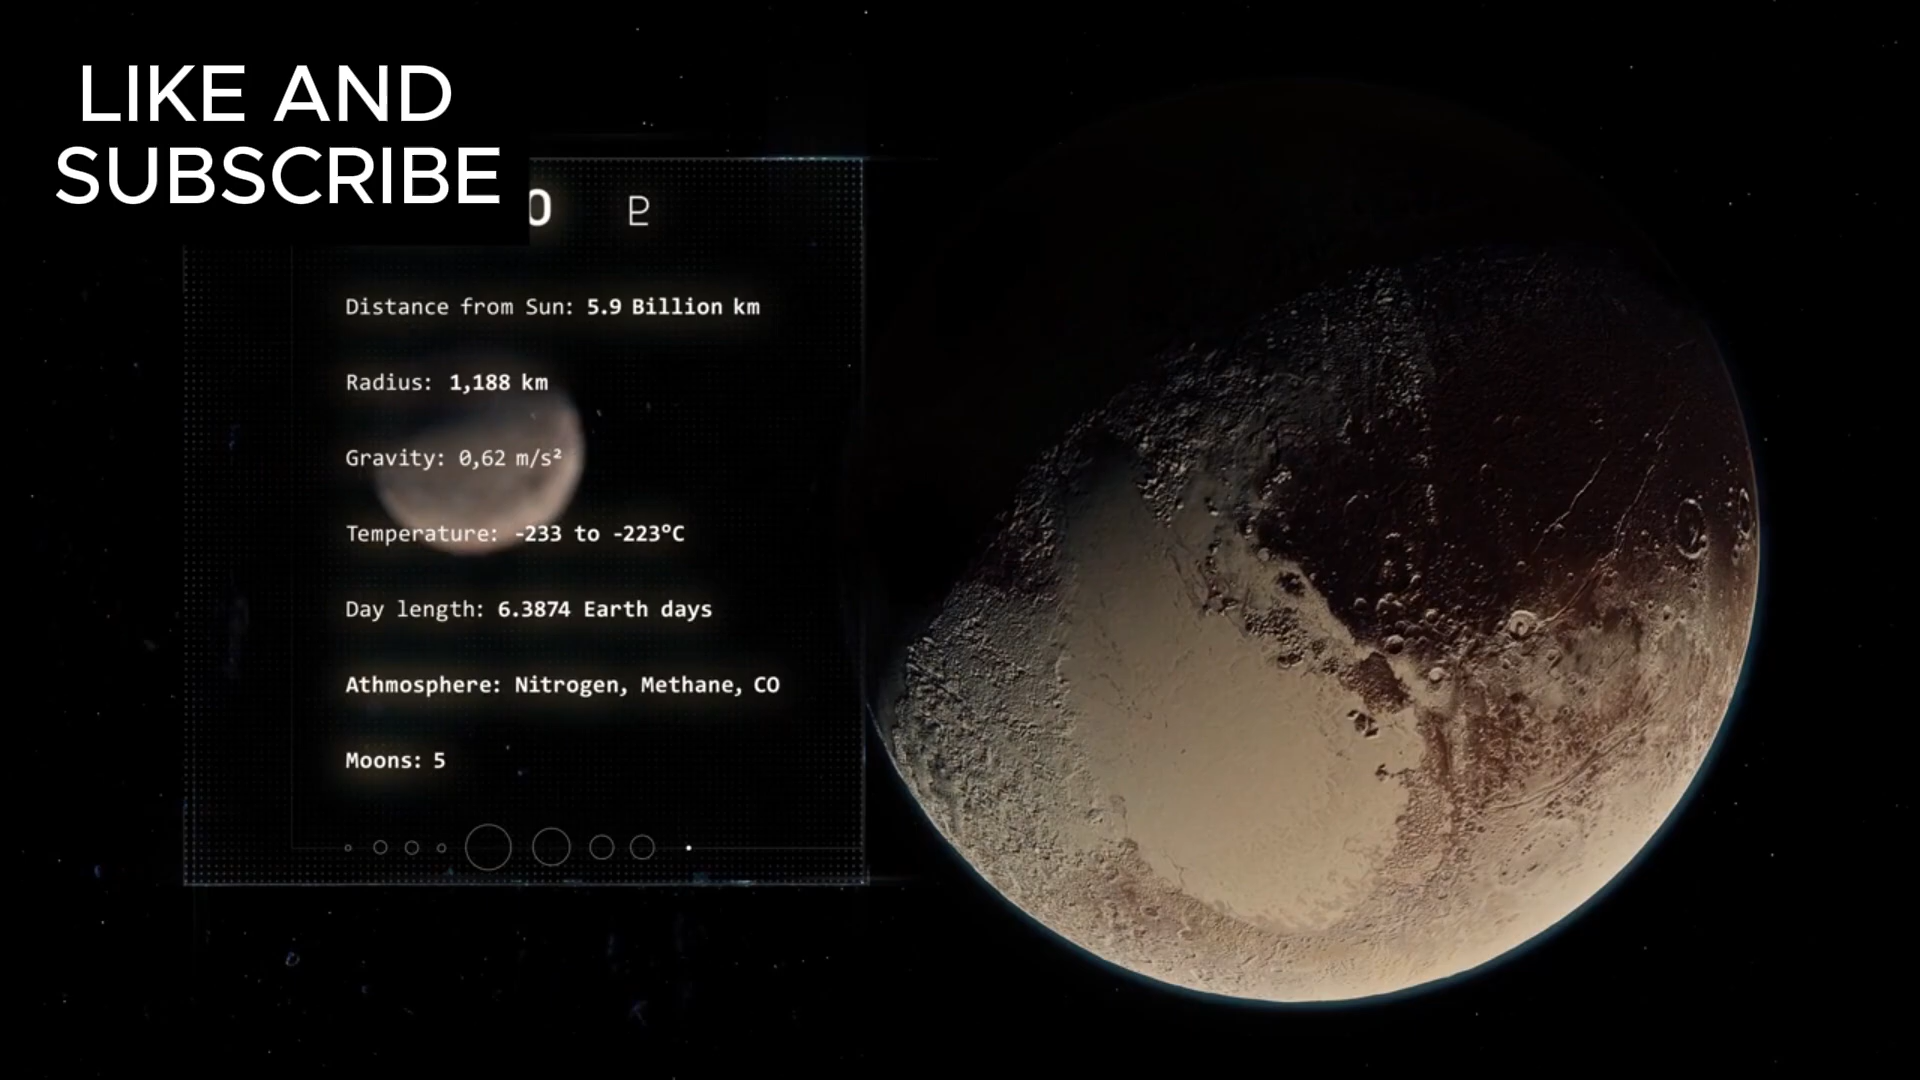 LIKE AND
SUBSCRIBE
O ♇
Distance from Sun: 5.9 Billion km
Radius: 1,188 km
Gravity: 0,62 m/s²
Temperature: -233 to -223°C
Day length: 6.3874 Earth days
Athmosphere: Nitrogen, Methane, CO
Moons: 5